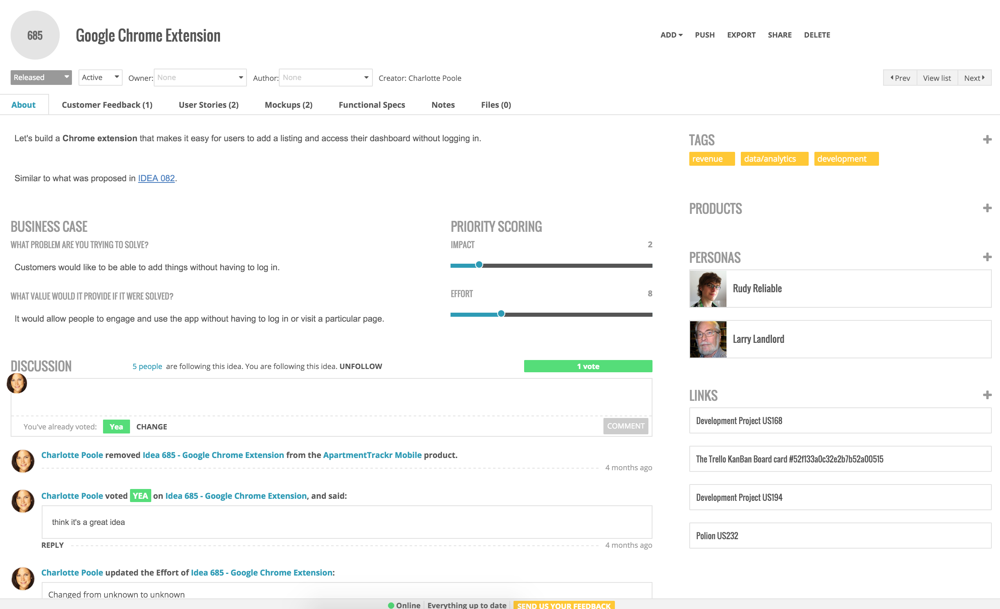 685
Google Chrome Extension
ADD PUSH EXPORT SHARE DELETE
Released Active Owner: None Author: None Creator: Charlotte Poole Prev View list Next
About Customer Feedback (1) User Stories (2) Mockups (2) Functional Specs Notes Files (0)
Let's build a Chrome extension that makes it easy for users to add a listing and access their dashboard without logging in.
Similar to what was proposed in IDEA 082.
BUSINESS CASE
WHAT PROBLEM ARE YOU TRYING TO SOLVE?
Customers would like to be able to add things without having to log in.
WHAT VALUE WOULD IT PROVIDE IF IT WERE SOLVED?
It would allow people to engage and use the app without having to log in or visit a particular page.
PRIORITY SCORING
IMPACT 2
EFFORT 8
DISCUSSION 5 people are following this idea. You are following this idea. UNFOLLOW 1 vote
You've already voted: Yea CHANGE COMMENT
Charlotte Poole removed Idea 685 - Google Chrome Extension from the ApartmentTrackr Mobile product.
4 months ago
Charlotte Poole voted YEA on Idea 685 - Google Chrome Extension, and said:
think it's a great idea
REPLY 4 months ago
Charlotte Poole updated the Effort of Idea 685 - Google Chrome Extension:
Changed from unknown to unknown
TAGS
revenue data/analytics development
PRODUCTS
PERSONAS
Rudy Reliable
Larry Landlord
LINKS
Development Project US168
The Trello KanBan Board card #52f133a0c32e2b7b52a00515
Development Project US194
Polion US232
Online Everything up to date SEND US YOUR FEEDBACK